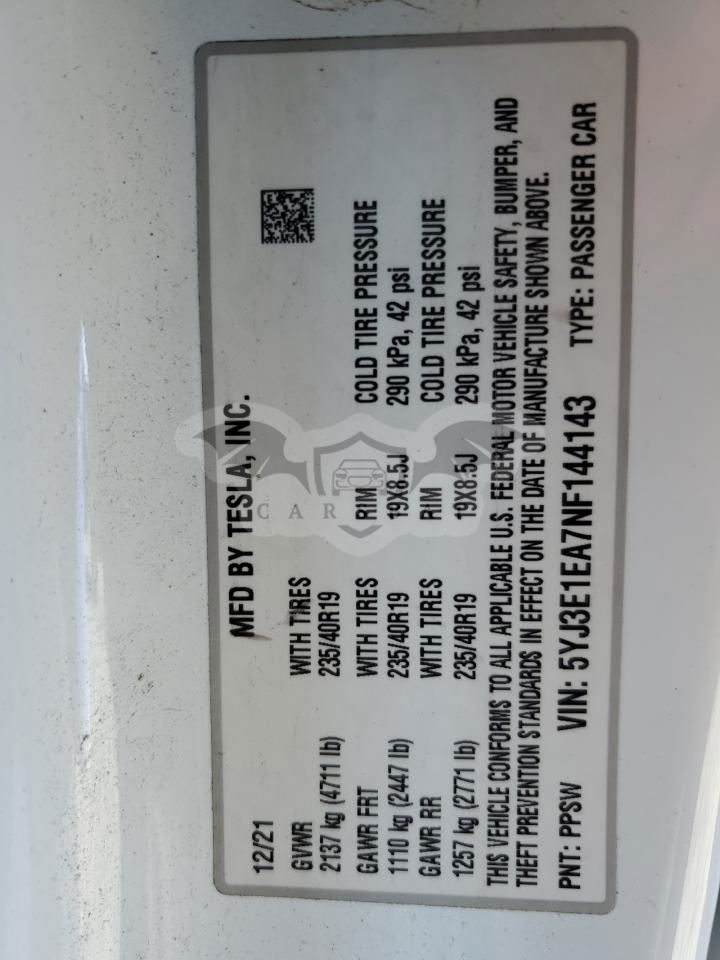 MFD BY TESLA, INC.
12/21
GVWR WITH TIRES
2137 kg (4711 lb) 235/40R19
GAWR FRT WITH TIRES RIM COLD TIRE PRESSURE
1110 kg (2447 lb) 235/40R19 19X8.5J 290 kPa, 42 psi
GAWR RR WITH TIRES RIM COLD TIRE PRESSURE
1257 kg (2771 lb) 235/40R19 19X8.5J 290 kPa, 42 psi
THIS VEHICLE CONFORMS TO ALL APPLICABLE U.S. FEDERAL MOTOR VEHICLE SAFETY, BUMPER, AND
THEFT PREVENTION STANDARDS IN EFFECT ON THE DATE OF MANUFACTURE SHOWN ABOVE.
PNT: PPSW VIN: 5YJ3E1EA7NF144143 TYPE: PASSENGER CAR